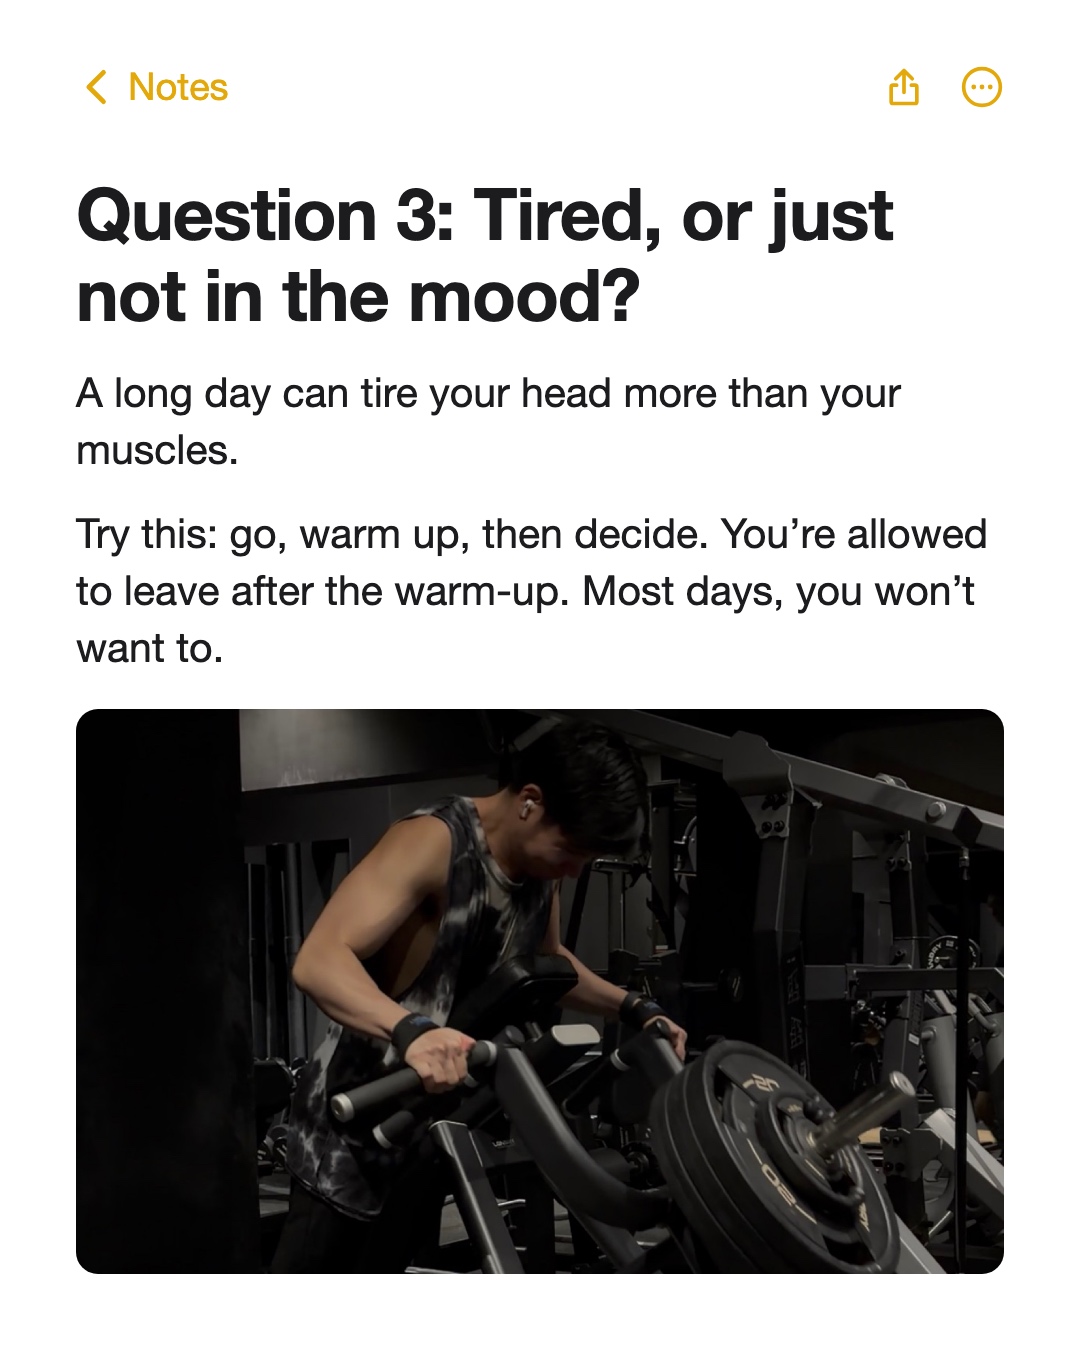 Notes
Question 3: Tired, or just
not in the mood?
A long day can tire your head more than your
muscles.
Try this: go, warm up, then decide. You’re allowed
to leave after the warm-up. Most days, you won’t
want to.
20